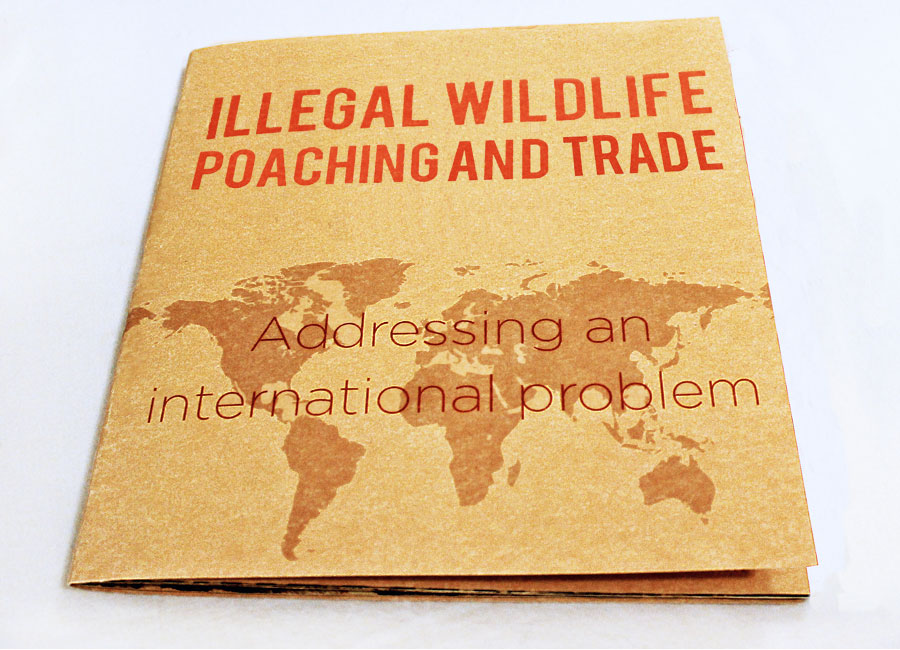 ILLEGAL WILDLIFE
POACHING AND TRADE
Addressing an
international problem